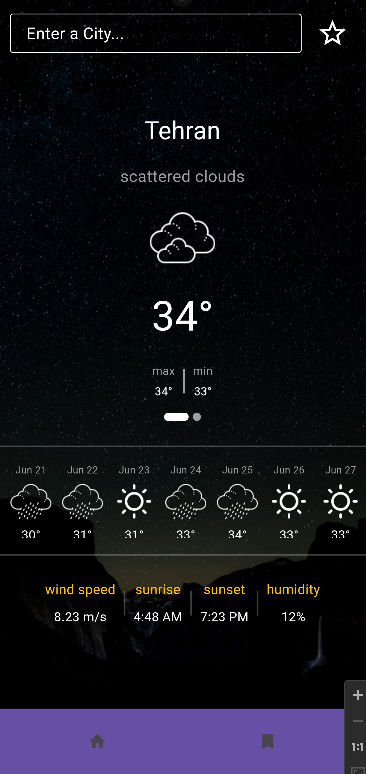 Enter a City...
Tehran
scattered clouds
34°
max min
34° 33°
Jun 21 Jun 22 Jun 23 Jun 24 Jun 25 Jun 26 Jun 27
30° 31° 31° 33° 34° 33° 33°
wind speed sunrise sunset humidity
8.23 m/s 4:48 AM 7:23 PM 12%
1:1